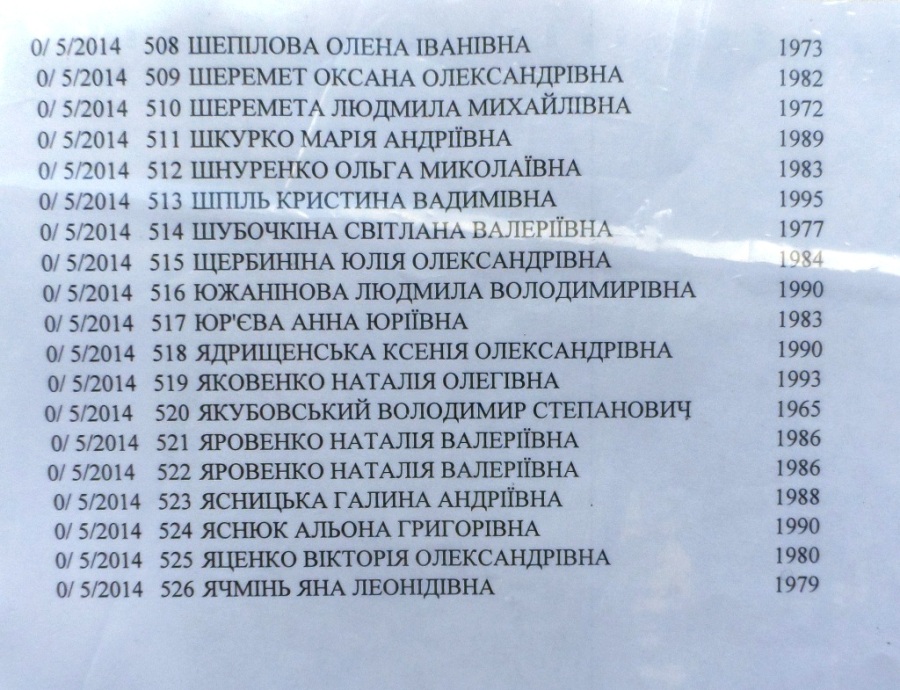 0/ 5/2014 508 ШЕПІЛОВА ОЛЕНА ІВАНІВНА 1973
0/ 5/2014 509 ШЕРЕМЕТ ОКСАНА ОЛЕКСАНДРІВНА 1982
0/ 5/2014 510 ШЕРЕМЕТА ЛЮДМИЛА МИХАЙЛІВНА 1972
0/ 5/2014 511 ШКУРКО МАРІЯ АНДРІЇВНА 1989
0/ 5/2014 512 ШНУРЕНКО ОЛЬГА МИКОЛАЇВНА 1983
0/ 5/2014 513 ШПІЛЬ КРИСТИНА ВАДИМІВНА 1995
0/ 5/2014 514 ШУБОЧКІНА СВІТЛАНА ВАЛЕРІЇВНА 1977
0/ 5/2014 515 ЩЕРБИНІНА ЮЛІЯ ОЛЕКСАНДРІВНА 1984
0/ 5/2014 516 ЮЖАНІНОВА ЛЮДМИЛА ВОЛОДИМИРІВНА 1990
0/ 5/2014 517 ЮР'ЄВА АННА ЮРІЇВНА 1983
0/ 5/2014 518 ЯДРИЩЕНСЬКА КСЕНІЯ ОЛЕКСАНДРІВНА 1990
0/ 5/2014 519 ЯКОВЕНКО НАТАЛІЯ ОЛЕГІВНА 1993
0/ 5/2014 520 ЯКУБОВСЬКИЙ ВОЛОДИМИР СТЕПАНОВИЧ 1965
0/ 5/2014 521 ЯРОВЕНКО НАТАЛІЯ ВАЛЕРІЇВНА 1986
0/ 5/2014 522 ЯРОВЕНКО НАТАЛІЯ ВАЛЕРІЇВНА 1986
0/ 5/2014 523 ЯСНИЦЬКА ГАЛИНА АНДРІЇВНА 1988
0/ 5/2014 524 ЯСНЮК АЛЬОНА ГРИГОРІВНА 1990
0/ 5/2014 525 ЯЦЕНКО ВІКТОРІЯ ОЛЕКСАНДРІВНА 1980
0/ 5/2014 526 ЯЧМІНЬ ЯНА ЛЕОНІДІВНА 1979